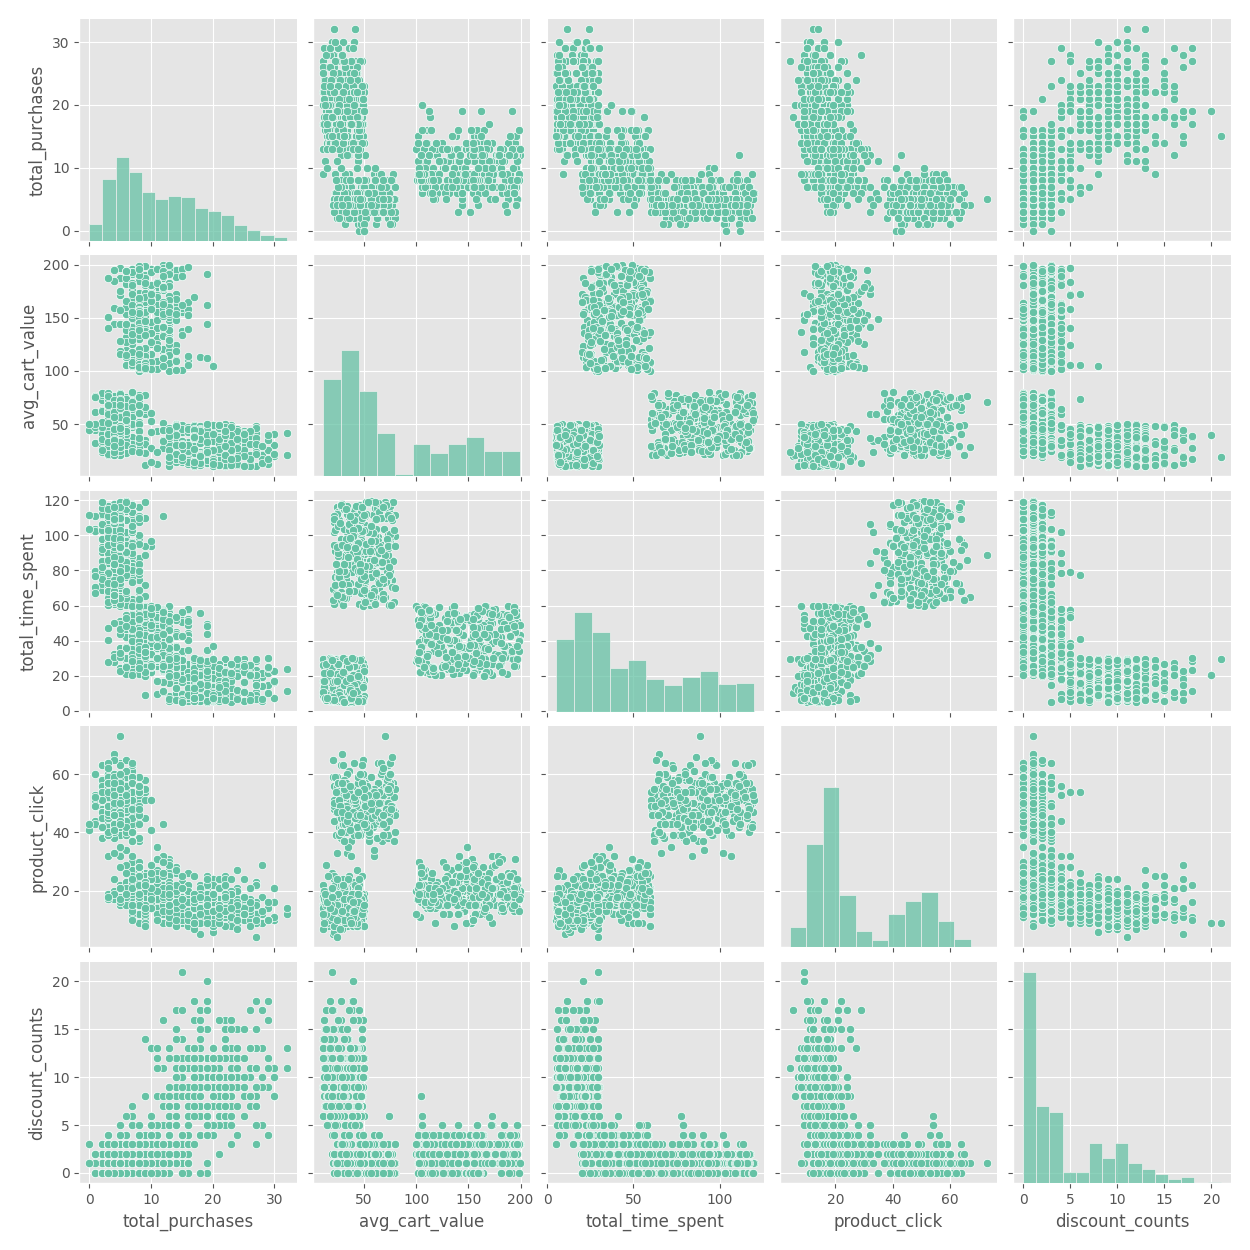 30
20
10
0
total_purchases
200
150
100
50
avg_cart_value
120
100
80
60
40
20
0
total_time_spent
60
40
20
product_click
20
15
10
5
0
discount_counts
0 10 20 30
50 100 150 200
0 50 100
20 40 60
0 5 10 15 20
total_purchases avg_cart_value total_time_spent product_click discount_counts